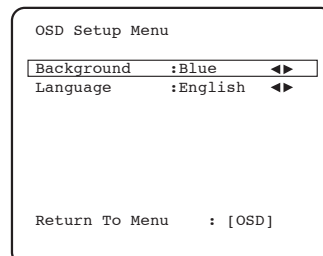 OSD Setup Menu
Background :Blue ◄►
Language :English ◄►
Return To Menu : [OSD]